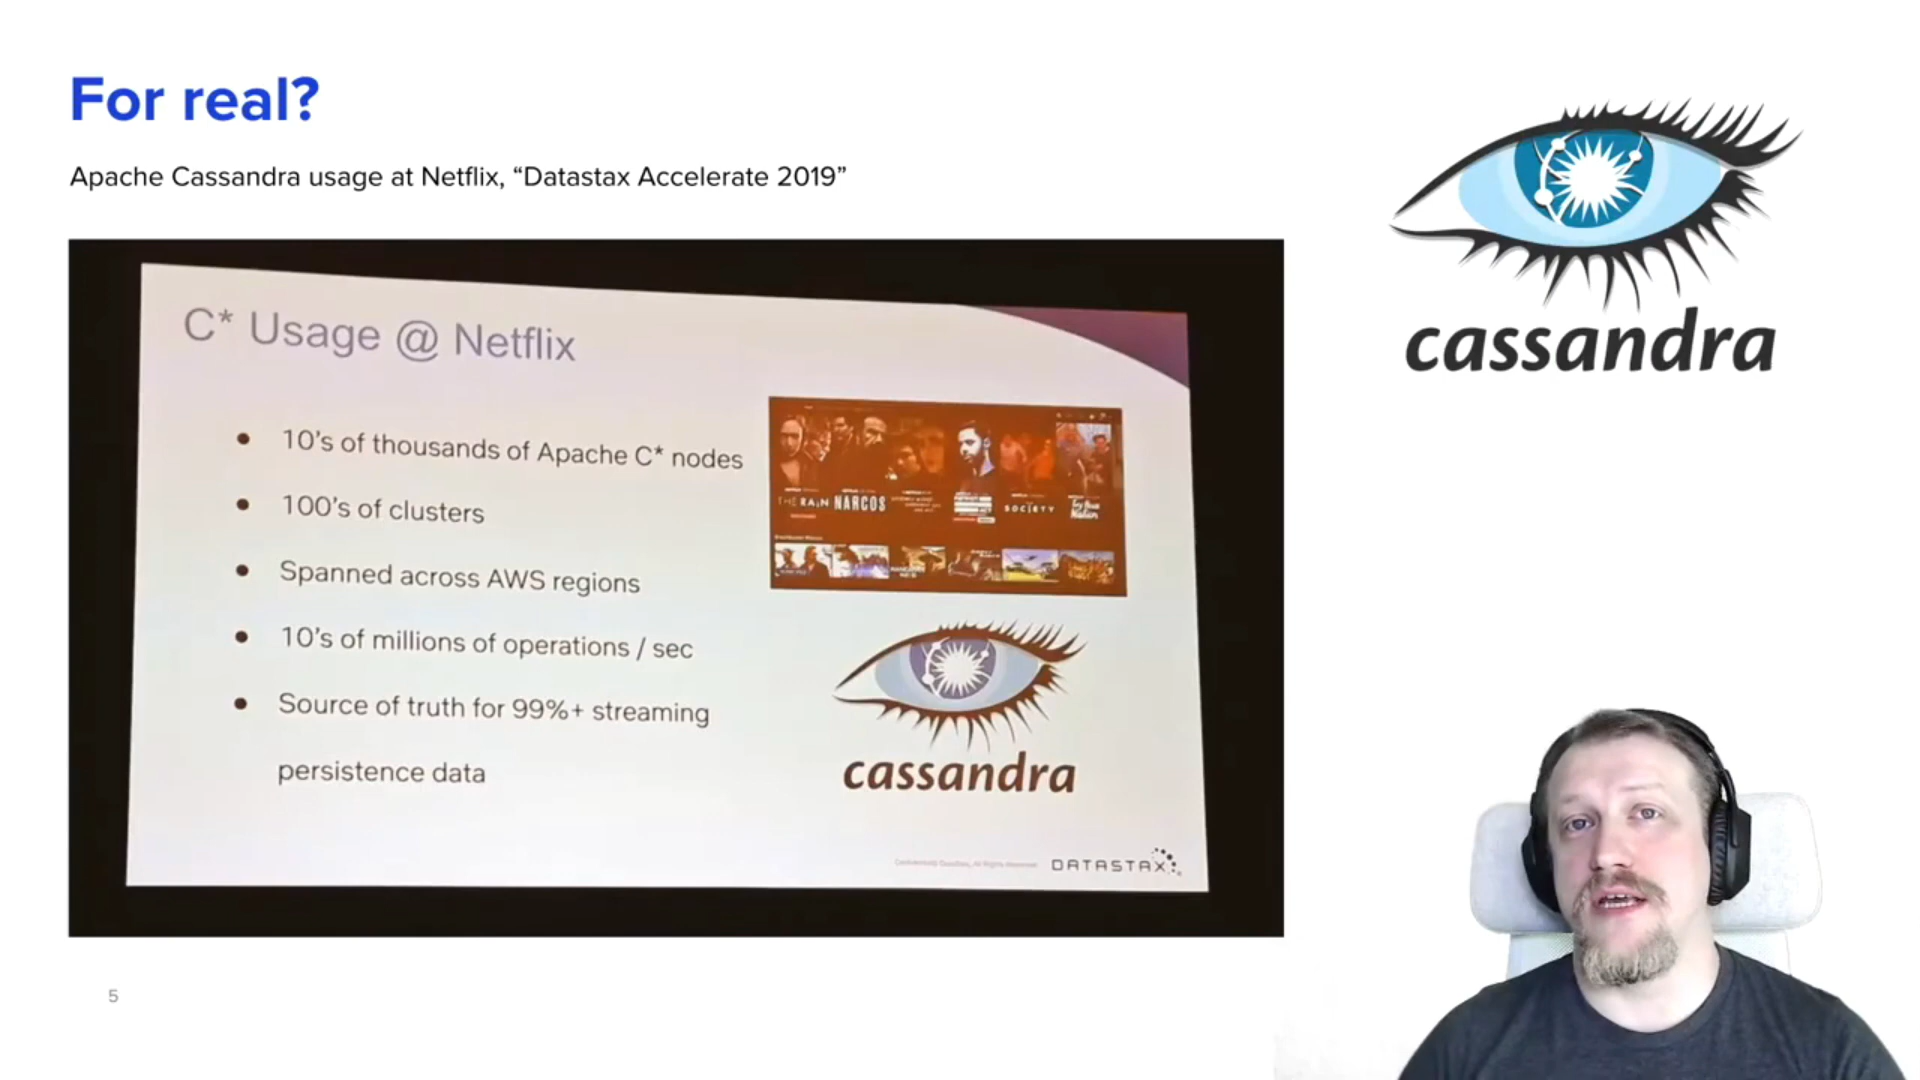 For real?
Apache Cassandra usage at Netflix, “Datastax Accelerate 2019”
cassandra
C* Usage @ Netflix
10's of thousands of Apache C* nodes
100's of clusters
Spanned across AWS regions
10's of millions of operations / sec
Source of truth for 99%+ streaming
persistence data
THE RAIN NARCOS
SOCIETY
cassandra
DATASTAX
5